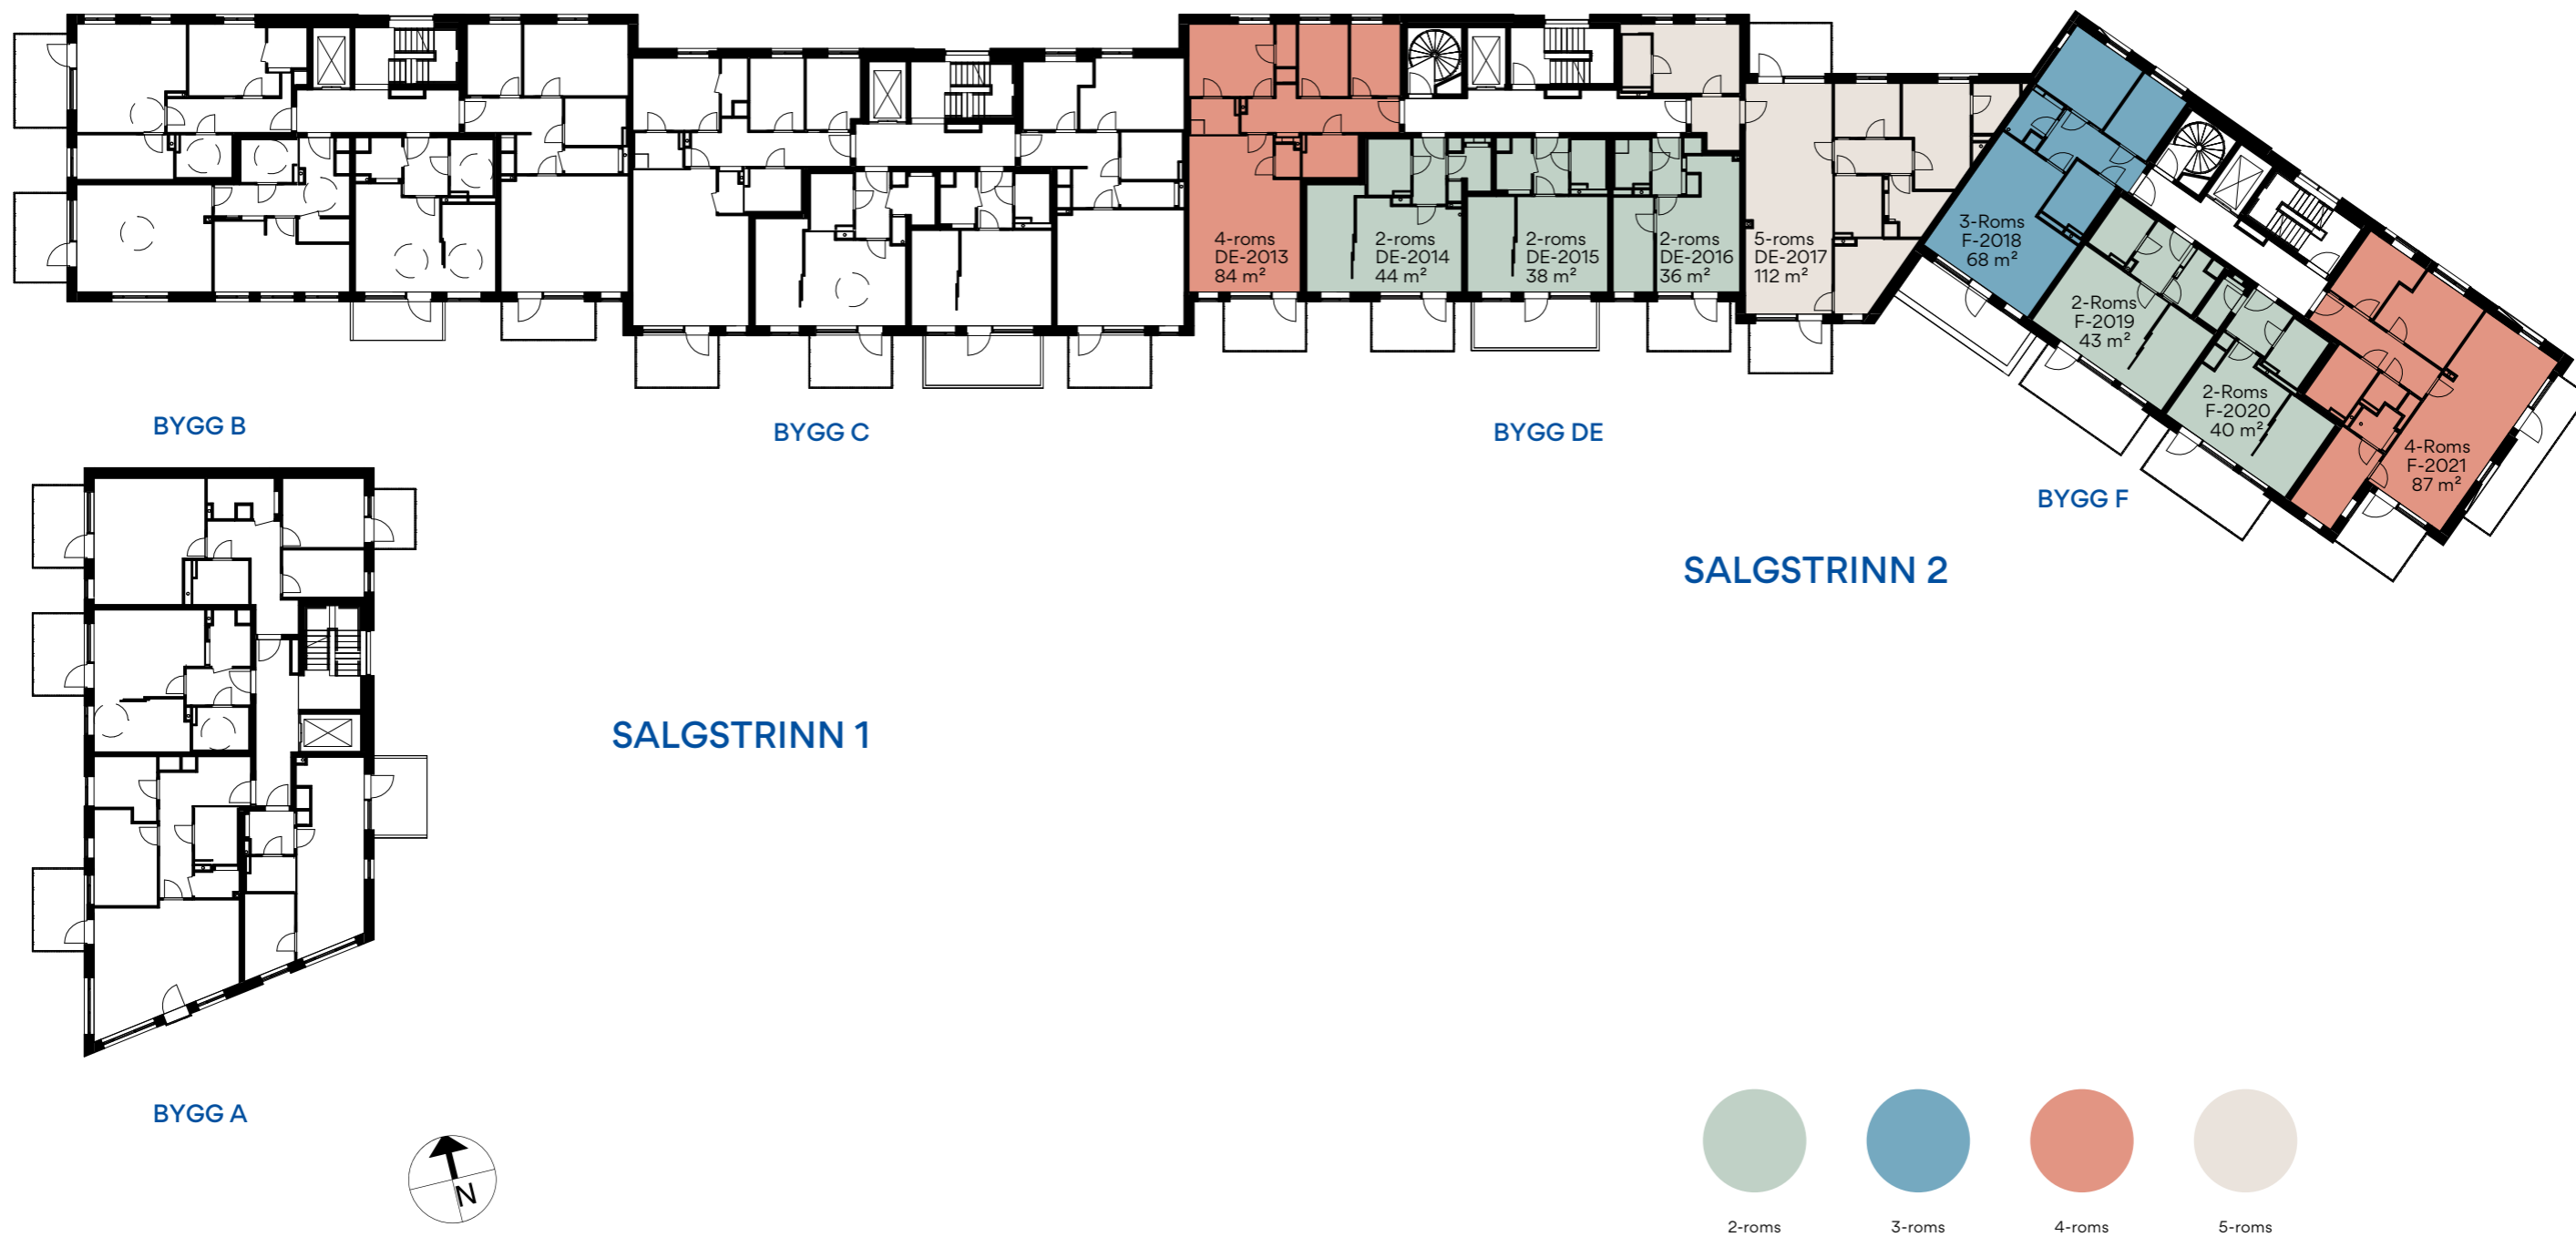 4-roms
DE-2013
84 m²
2-roms
DE-2014
44 m²
2-roms
DE-2015
38 m²
2-roms
DE-2016
36 m²
5-roms
DE-2017
112 m²
3-Roms
F-2018
68 m²
2-Roms
F-2019
43 m²
2-Roms
F-2020
40 m²
4-Roms
F-2021
87 m²
BYGG B
BYGG C
BYGG DE
BYGG F
SALGSTRINN 2
SALGSTRINN 1
BYGG A
N
2-roms
3-roms
4-roms
5-roms